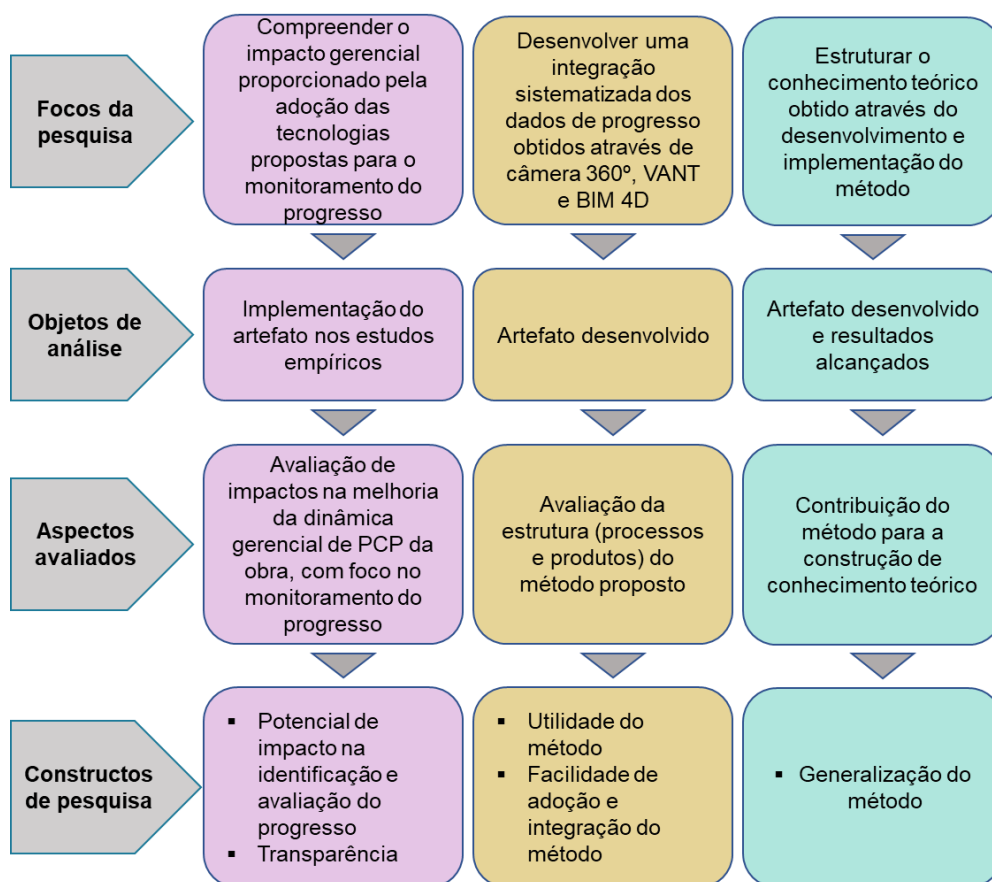 Focos da
pesquisa
Compreender o
impacto gerencial
proporcionado pela
adoção das
tecnologias
propostas para o
monitoramento do
progresso
Desenvolver uma
integração
sistematizada dos
dados de progresso
obtidos através de
câmera 360º, VANT
e BIM 4D
Estruturar o
conhecimento teórico
obtido através do
desenvolvimento e
implementação do
método
Objetos de
análise
Implementação do
artefato nos estudos
empíricos
Artefato desenvolvido
Artefato desenvolvido
e resultados
alcançados
Aspectos
avaliados
Avaliação de
impactos na melhoria
da dinâmica
gerencial de PCP da
obra, com foco no
monitoramento do
progresso
Avaliação da
estrutura (processos
e produtos) do
método proposto
Contribuição do
método para a
construção de
conhecimento teórico
Constructos
de pesquisa
▪ Potencial de
impacto na
identificação e
avaliação do
progresso
▪ Transparência
▪ Utilidade do
método
▪ Facilidade de
adoção e
integração do
método
▪ Generalização do
método